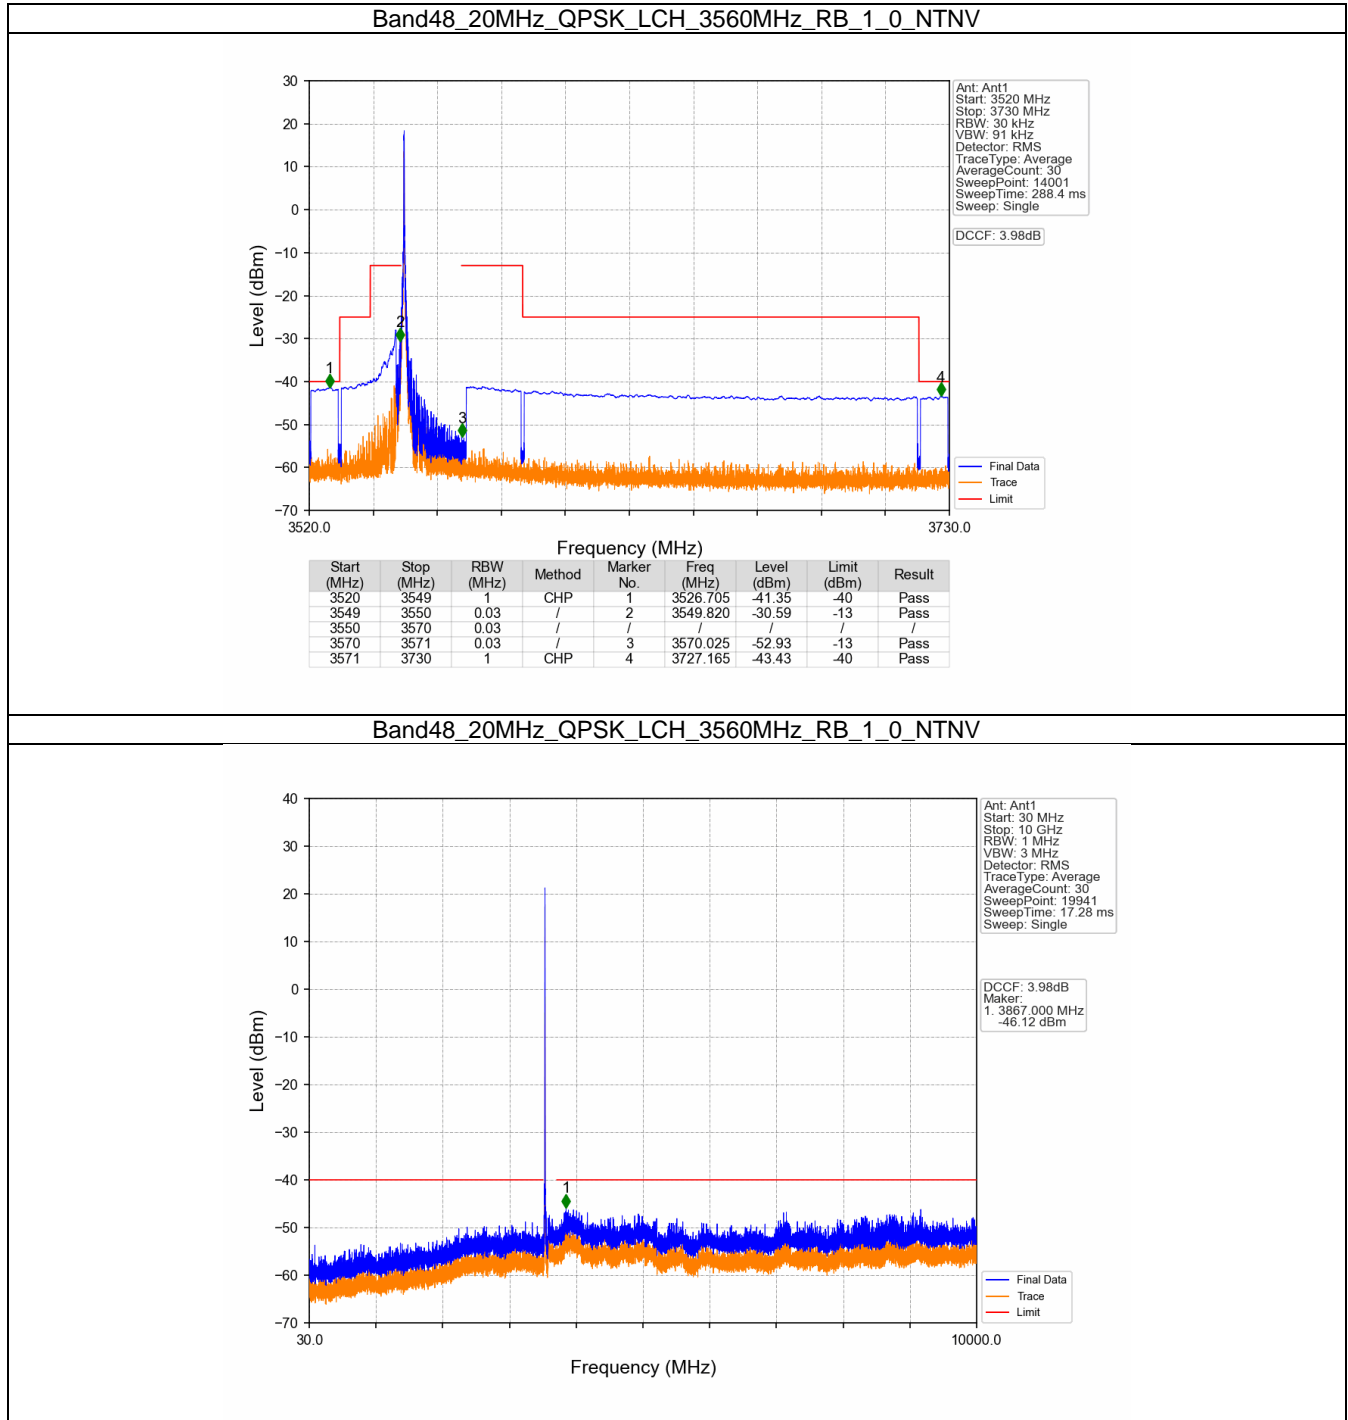 Band48_20MHz_QPSK_LCH_3560MHz_RB_1_0_NTNV
30
20
10
0
−10
−20
−30
−40
−50
−60
−70
Level (dBm)
1
2
3
4
3520.0
3730.0
Frequency (MHz)
Ant: Ant1
Start: 3520 MHz
Stop: 3730 MHz
RBW: 30 kHz
VBW: 91 kHz
Detector: RMS
TraceType: Average
AverageCount: 30
SweepPoint: 14001
SweepTime: 288.4 ms
Sweep: Single
DCCF: 3.98dB
Final Data
Trace
Limit
Start (MHz) Stop (MHz) RBW (MHz) Method Marker No. Freq (MHz) Level (dBm) Limit (dBm) Result
3520 3549 1 CHP 1 3526.705 -41.35 -40 Pass
3549 3550 0.03 / 2 3549.820 -30.59 -13 Pass
3550 3570 0.03 / / / / / /
3570 3571 0.03 / 3 3570.025 -52.93 -13 Pass
3571 3730 1 CHP 4 3727.165 -43.43 -40 Pass
Band48_20MHz_QPSK_LCH_3560MHz_RB_1_0_NTNV
40
30
20
10
0
−10
−20
−30
−40
−50
−60
−70
Level (dBm)
1
30.0
10000.0
Frequency (MHz)
Ant: Ant1
Start: 30 MHz
Stop: 10 GHz
RBW: 1 MHz
VBW: 3 MHz
Detector: RMS
TraceType: Average
AverageCount: 30
SweepPoint: 19941
SweepTime: 17.28 ms
Sweep: Single
DCCF: 3.98dB
Maker:
1. 3867.000 MHz
-46.12 dBm
Final Data
Trace
Limit